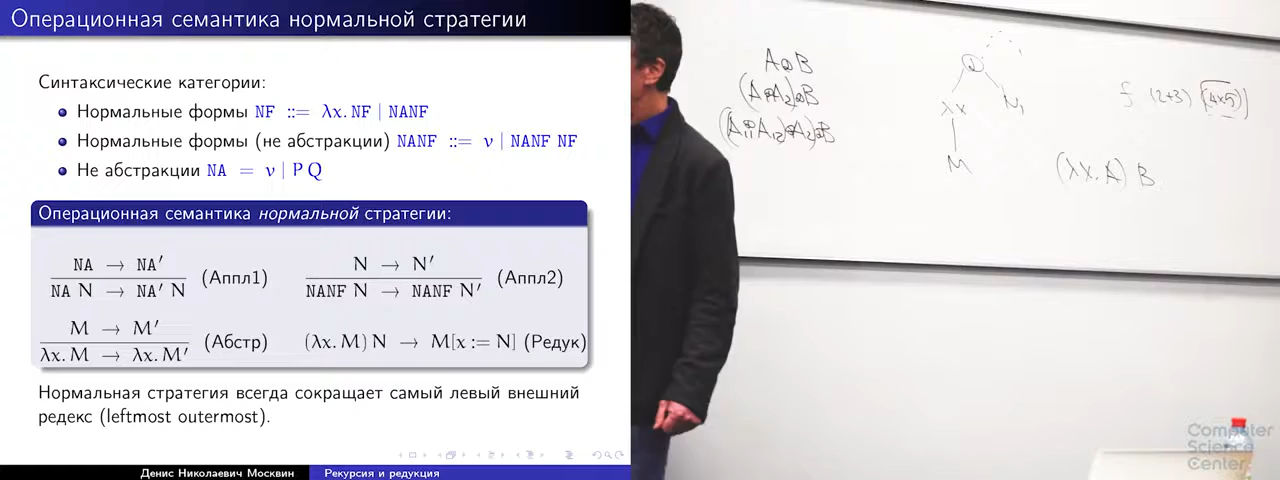 Операционная семантика нормальной стратегии
Синтаксические категории:
Нормальные формы NF ::= λx. NF | NANF
Нормальные формы (не абстракции) NANF ::= v | NANF NF
Не абстракции NA = v | P Q
Операционная семантика нормальной стратегии:
NA → NA′
NA N → NA′ N
(Аппл1)
N → N′
NANF N → NANF N′
(Аппл2)
M → M′
λx. M → λx. M′
(Абстр)
(λx. M) N → M[x := N] (Редук)
Нормальная стратегия всегда сокращает самый левый внешний
редекс (leftmost outermost).
Денис Николаевич Москвин
Рекурсия и редукция
λx
N₁
M
(2+3)
(λx. A) B
Computer
Science
Center